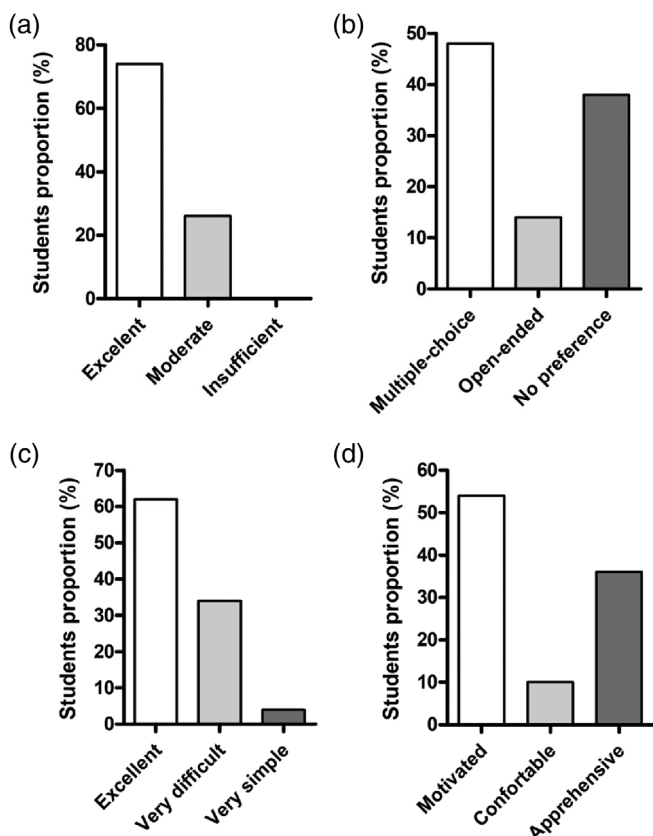 (a)
Students proportion (%)
80
60
40
20
0
Excelent
Moderate
Insufficient
(b)
Students proportion (%)
50
40
30
20
10
0
Multiple-choice
Open-ended
No preference
(c)
Students proportion (%)
70
60
50
40
30
20
10
0
Excellent
Very difficult
Very simple
(d)
Students proportion (%)
60
50
40
30
20
10
0
Motivated
Confortable
Apprehensive